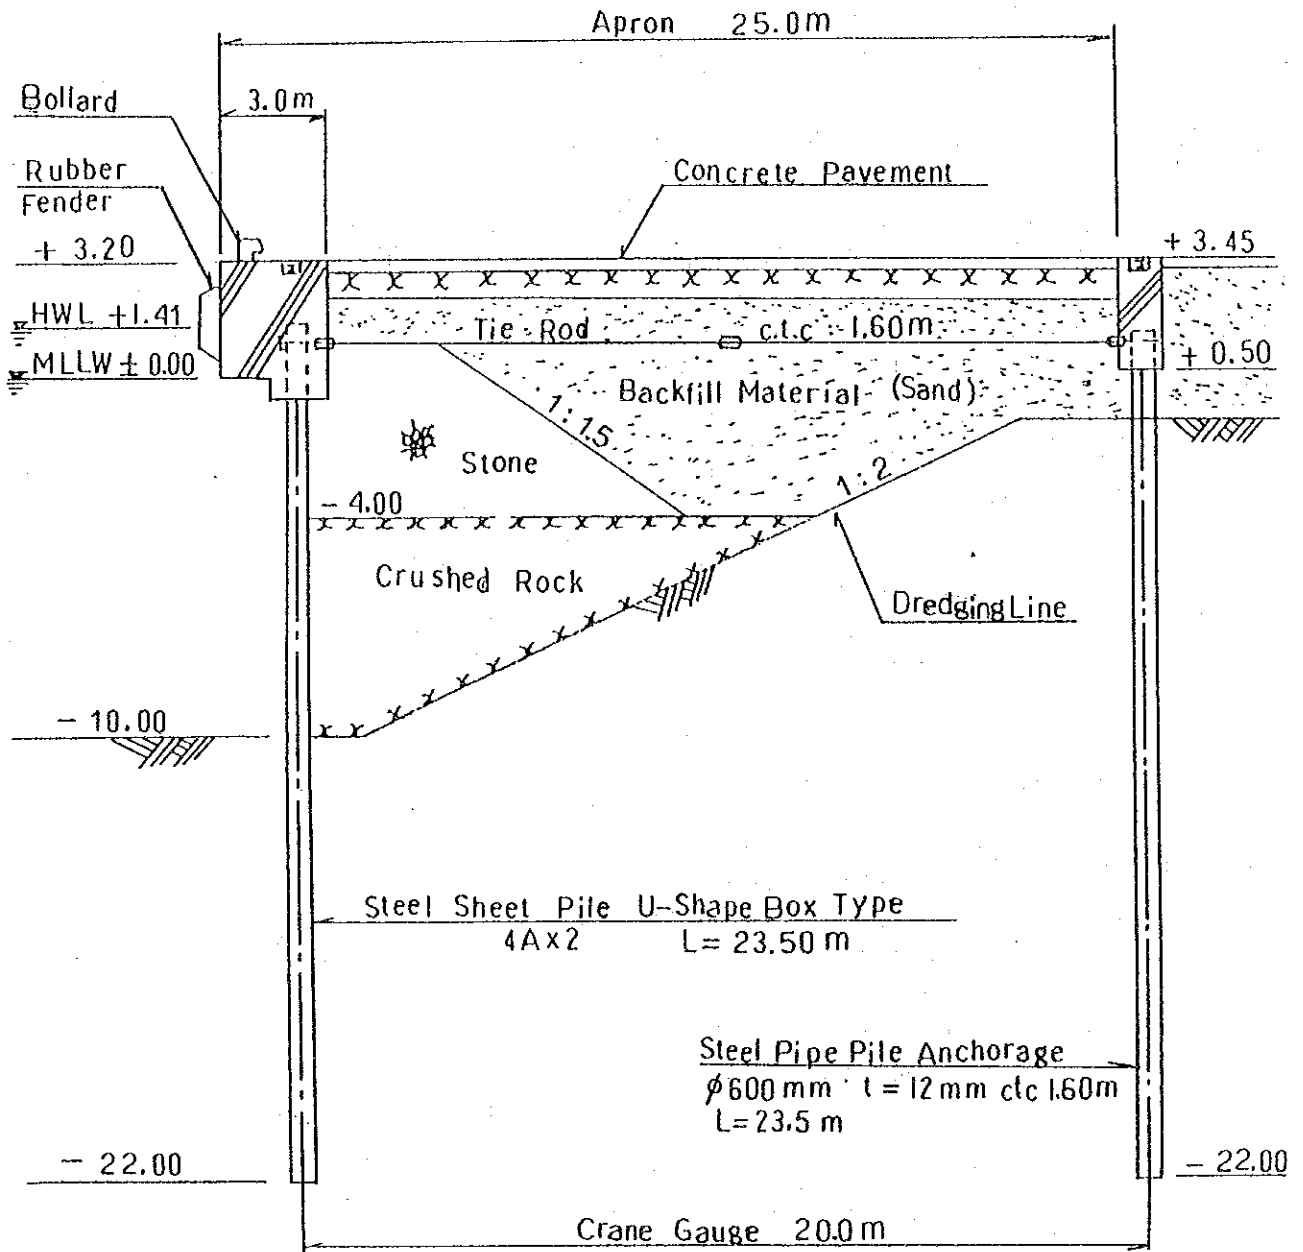 Apron 25.0m
3.0m
Bollard
Rubber
Fender
Concrete Pavement
+ 3.20
+ 3.45
HWL +1.41
Tie Rod c.t.c 1.60m
MLLW ± 0.00
+ 0.50
Backfill Material (Sand)
1:1.5
Stone
1:2
- 4.00
Crushed Rock
Dredging Line
- 10.00
Steel Sheet Pile U-Shape Box Type
4A×2 L= 23.50 m
Steel Pipe Pile Anchorage
φ600 mm t = 12 mm ctc 1.60m
L=23.5 m
- 22.00
- 22.00
Crane Gauge 20.0 m